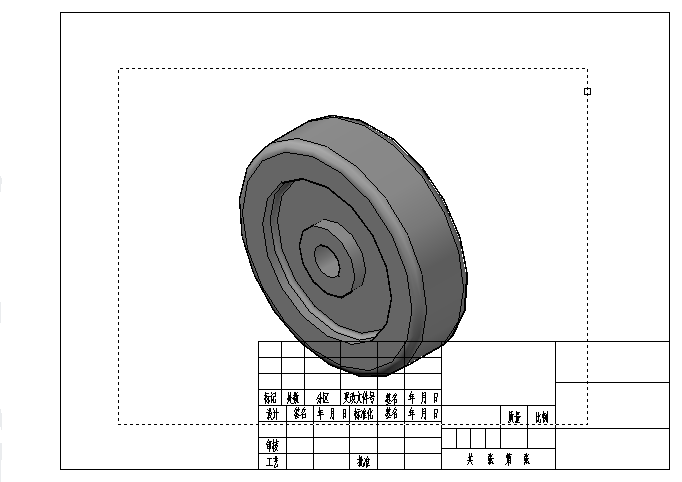 标记 处数 分区 更改文件号 签名 年 月 日
设计 签名 年 月 日 标准化 签名 年 月 日 质量 比例
审核
共 张 第 张
工艺 批准